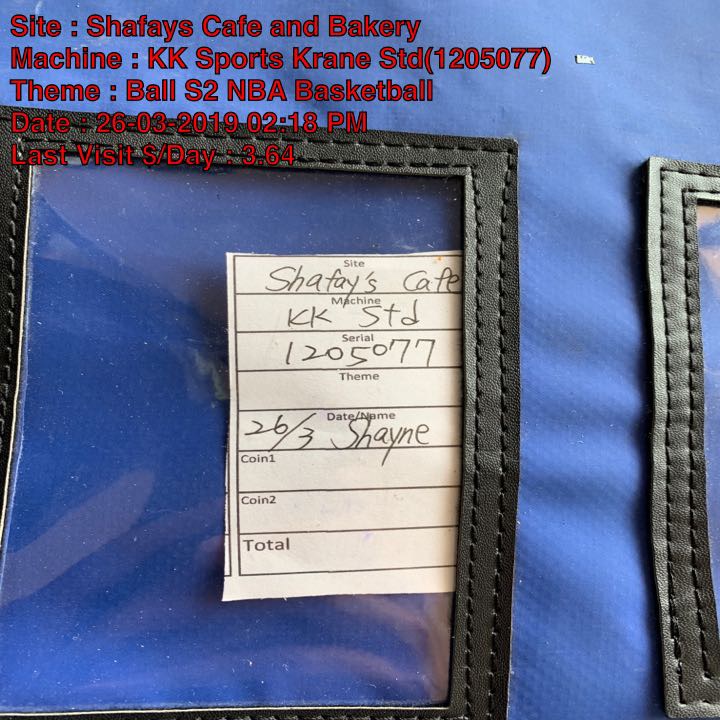 Site : Shafays Cafe and Bakery
Machine : KK Sports Krane Std(1205077)
Theme : Ball S2 NBA Basketball
Date : 26-03-2019 02:18 PM
Last Visit $/Day : 3.64
Site
Shafay's Cafe
Machine
KK Std
Serial
1205077
Theme
Date/Name
26/3 Shayne
Coin1
Coin2
Total